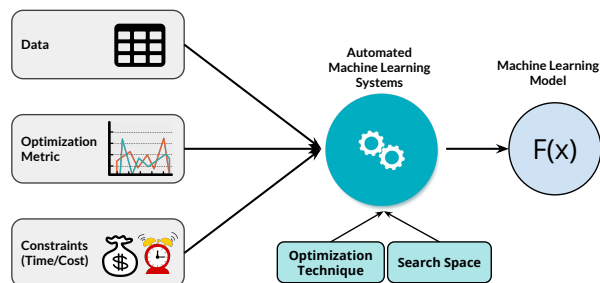 Data
Optimization
Metric
Constraints
(Time/Cost)
$
Automated
Machine Learning
Systems
Optimization
Technique
Search Space
Machine Learning
Model
F(x)